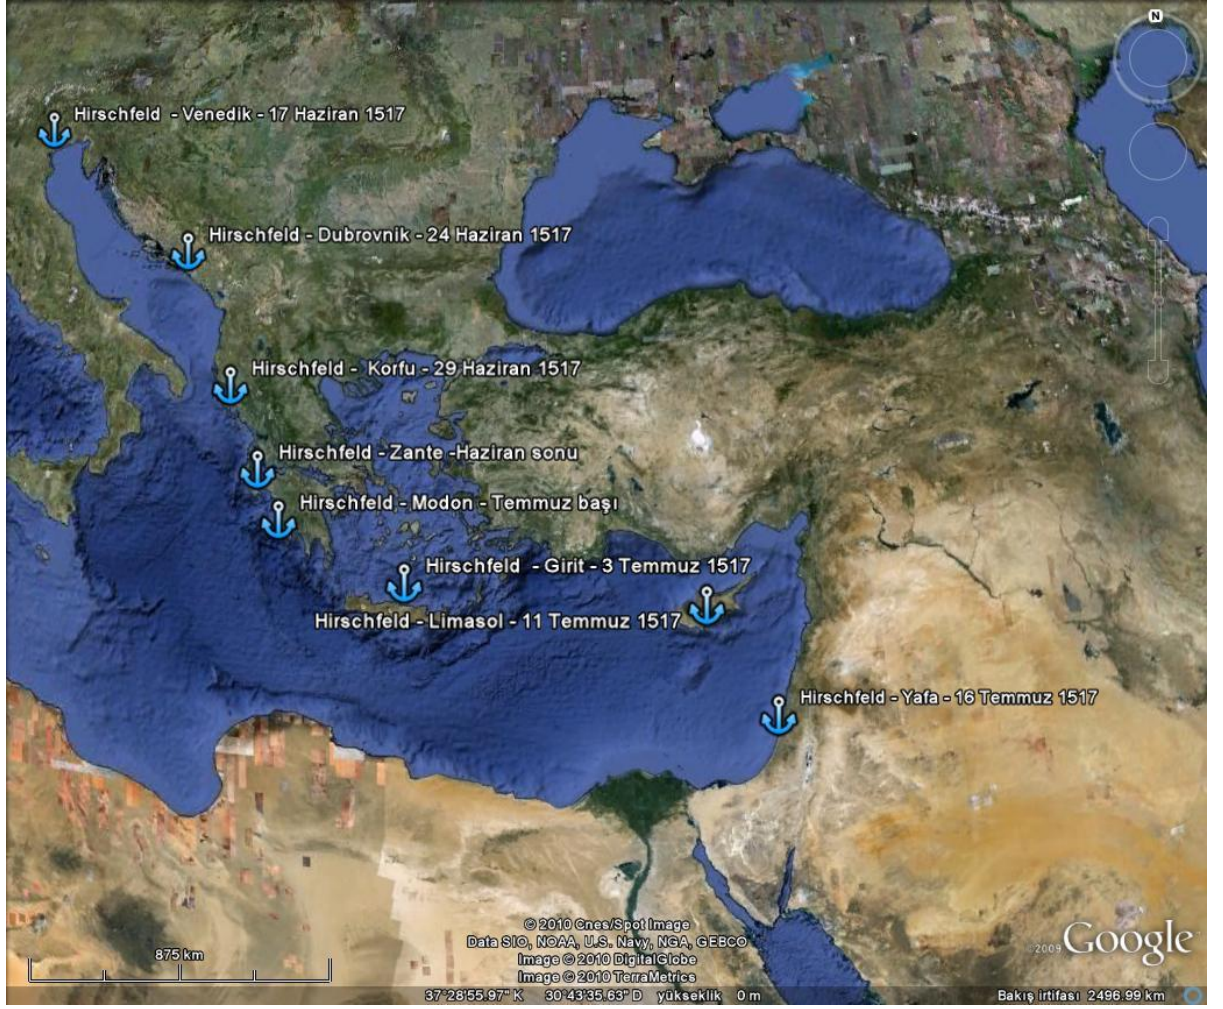 N
Hirschfeld - Venedik - 17 Haziran 1517
Hirschfeld - Dubrovnik - 24 Haziran 1517
Hirschfeld - Korfu - 29 Haziran 1517
Hirschfeld - Zante -Haziran sonu
Hirschfeld - Modon - Temmuz başı
Hirschfeld - Girit - 3 Temmuz 1517
Hirschfeld - Limasol - 11 Temmuz 1517
Hirschfeld - Yafa - 16 Temmuz 1517
© 2010 Cnes/Spot Image
Data SIO, NOAA, U.S. Navy, NGA, GEBCO
Image © 2010 DigitalGlobe
Image © 2010 TerraMetrics
©2009 Google
875 km
37°28'55.97" K 30°43'35.63" D yükseklik 0 m
Bakış irtifası 2496.99 km